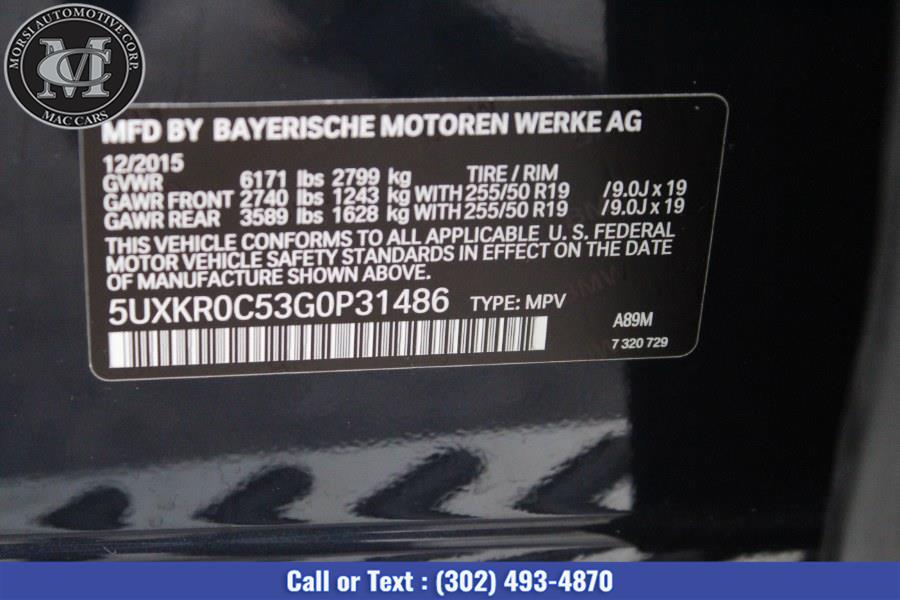 MORSI AUTOMOTIVE CORP.
MC
MAC CARS
MFD BY BAYERISCHE MOTOREN WERKE AG
12/2015 TIRE / RIM
GVWR 6171 lbs 2799 kg
GAWR FRONT 2740 lbs 1243 kg WITH 255/50 R19 /9.0J x 19
GAWR REAR 3589 lbs 1628 kg WITH 255/50 R19 /9.0J x 19
THIS VEHICLE CONFORMS TO ALL APPLICABLE U. S. FEDERAL
MOTOR VEHICLE SAFETY STANDARDS IN EFFECT ON THE DATE
OF MANUFACTURE SHOWN ABOVE.
5UXKR0C53G0P31486 TYPE: MPV
A89M
7 320 729
Call or Text : (302) 493-4870